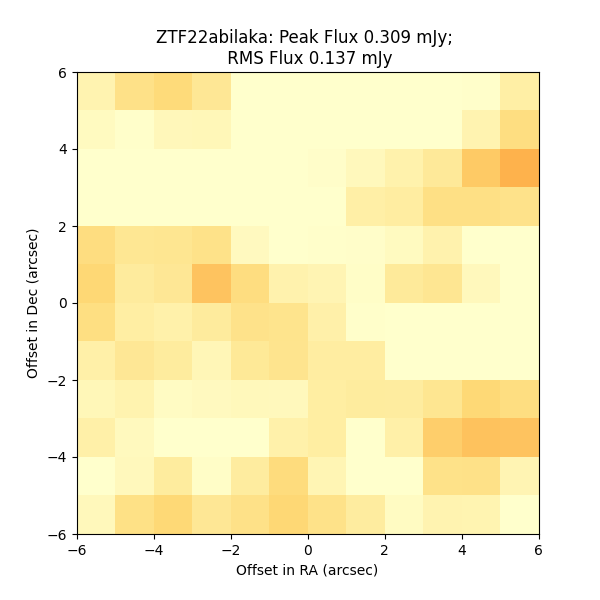 ZTF22abilaka: Peak Flux 0.309 mJy;
RMS Flux 0.137 mJy
6
4
2
0
−2
−4
−6
Offset in Dec (arcsec)
−6 −4 −2 0 2 4 6
Offset in RA (arcsec)